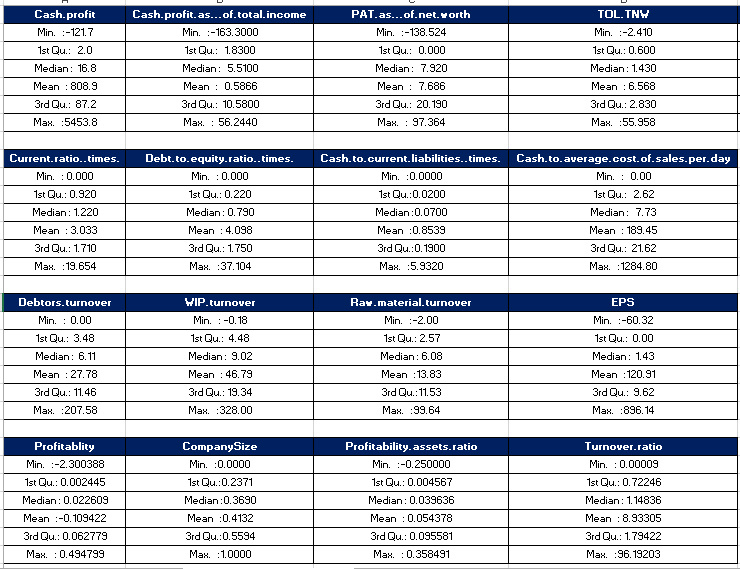 Cash.profit Cash.profit.as...of.total.income PAT.as...of.net.worth TOL.TNW
Min. :-121.7 Min. :-163.3000 Min. :-138.524 Min. :-2.410
1st Qu.: 2.0 1st Qu.: 1.8300 1st Qu.: 0.000 1st Qu.: 0.600
Median: 16.8 Median: 5.5100 Median: 7.920 Median: 1.430
Mean : 808.9 Mean : 0.5866 Mean : 7.686 Mean : 6.568
3rd Qu.: 87.2 3rd Qu.: 10.5800 3rd Qu.: 20.190 3rd Qu.: 2.830
Max. :5453.8 Max. : 56.2440 Max. : 97.364 Max. :55.958
Current.ratio..times. Debt.to.equity.ratio..times. Cash.to.current.liabilities..times. Cash.to.average.cost.of.sales.per.day
Min. : 0.000 Min. : 0.000 Min. :0.0000 Min. : 0.00
1st Qu.: 0.920 1st Qu.: 0.220 1st Qu.:0.0200 1st Qu.: 2.62
Median : 1.220 Median : 0.790 Median :0.0700 Median : 7.73
Mean : 3.033 Mean : 4.098 Mean :0.8539 Mean : 189.45
3rd Qu.: 1.710 3rd Qu.: 1.750 3rd Qu.:0.1900 3rd Qu.: 21.62
Max. :19.654 Max. : 37.104 Max. :5.9320 Max. :1284.80
Debtors.turnover WIP.turnover Raw.material.turnover EPS
Min. : 0.00 Min. :-0.18 Min. :-2.00 Min. :-60.32
1st Qu.: 3.48 1st Qu.: 4.48 1st Qu.: 2.57 1st Qu.: 0.00
Median : 6.11 Median : 9.02 Median : 6.08 Median : 1.43
Mean : 27.78 Mean : 46.79 Mean :13.83 Mean :120.91
3rd Qu.: 11.46 3rd Qu.: 19.34 3rd Qu.:11.53 3rd Qu.: 9.62
Max. :207.58 Max. :328.00 Max. :99.64 Max. :896.14
Profitablity CompanySize Profitability.assets.ratio Turnover.ratio
Min. :-2.300388 Min. :0.0000 Min. :-0.250000 Min. : 0.00009
1st Qu.: 0.002445 1st Qu.:0.2371 1st Qu.: 0.004567 1st Qu.: 0.72246
Median : 0.022609 Median :0.3690 Median : 0.039636 Median : 1.14836
Mean :-0.109422 Mean :0.4132 Mean : 0.054378 Mean : 8.93305
3rd Qu.: 0.062779 3rd Qu.:0.5594 3rd Qu.: 0.095581 3rd Qu.: 1.79422
Max. : 0.494799 Max. :1.0000 Max. : 0.358491 Max. :96.19203